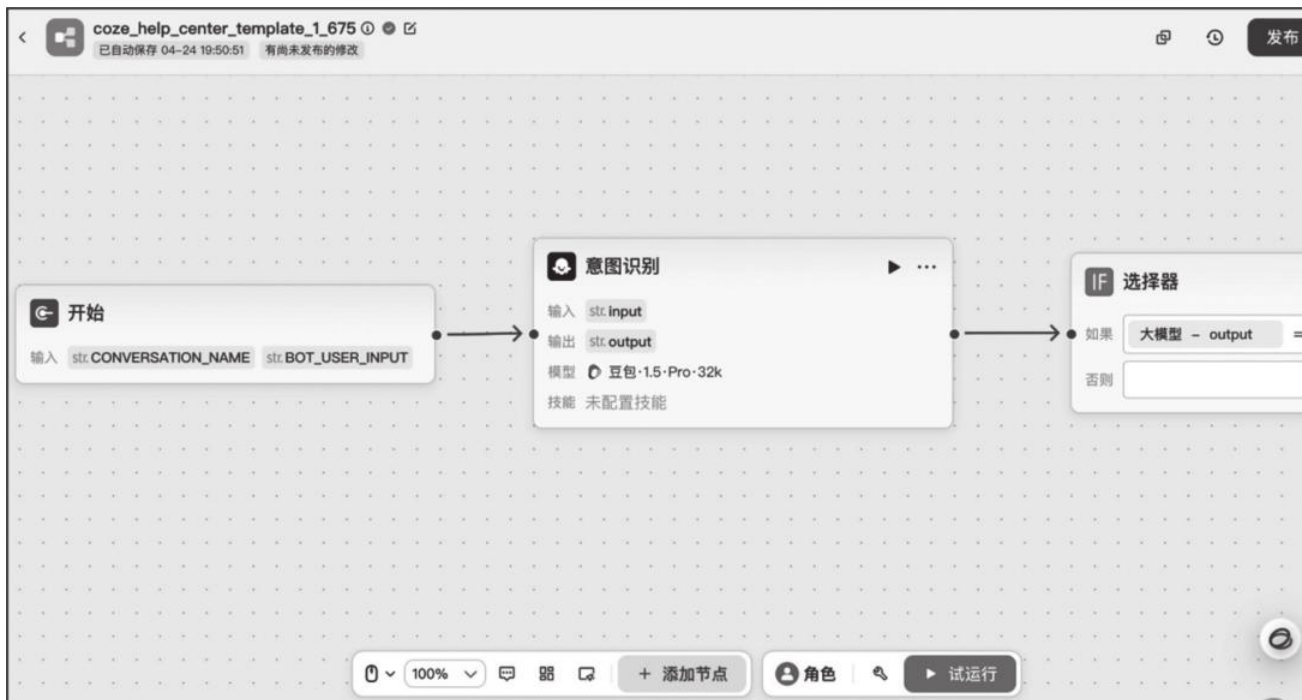 coze_help_center_template_1_675
已自动保存 04-24 19:50:51 有尚未发布的修改
发布
开始
输入 str. CONVERSATION_NAME str. BOT_USER_INPUT
意图识别
输入 str. input
输出 str. output
模型 豆包·1.5·Pro·32k
技能 未配置技能
IF 选择器
如果 大模型 - output =
否则
100%
+ 添加节点
角色
试运行